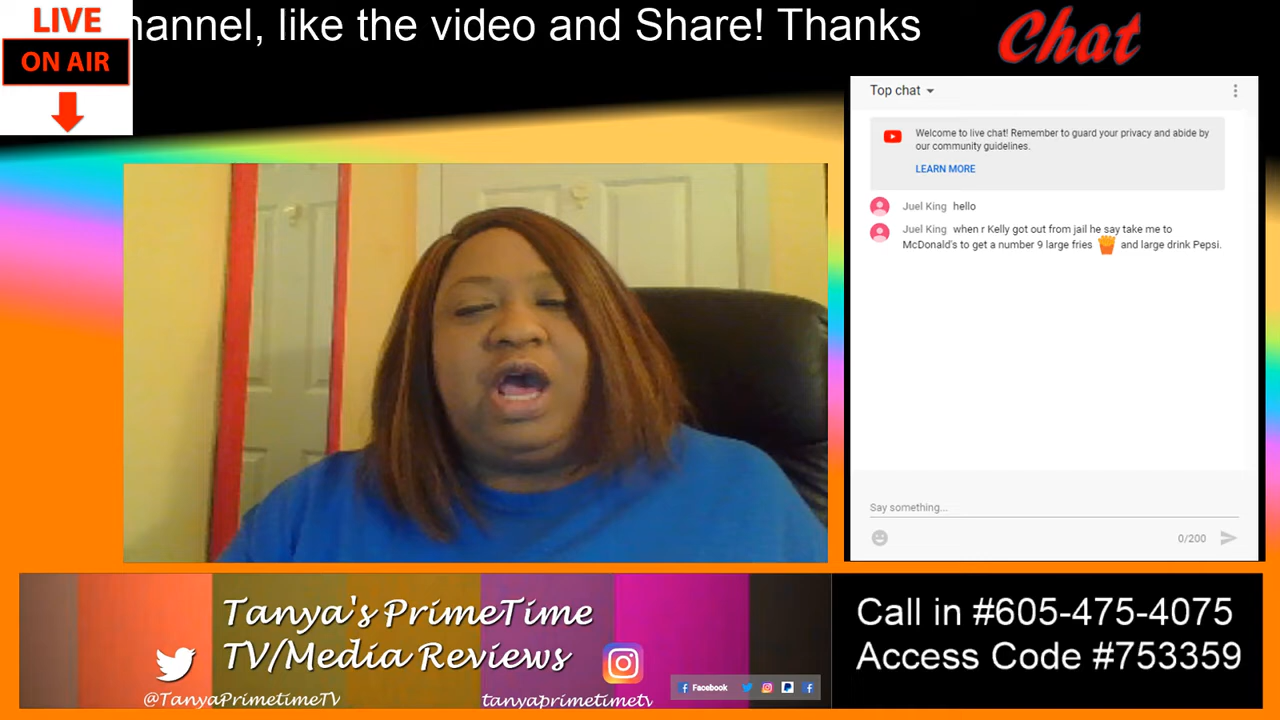 LIVE
ON AIR
hannel, like the video and Share! Thanks
Chat
Top chat
Welcome to live chat! Remember to guard your privacy and abide by
our community guidelines.
LEARN MORE
Juel King hello
Juel King when r Kelly got out from jail he say take me to
McDonald's to get a number 9 large fries and large drink Pepsi.
Say something...
0/200
Tanya's PrimeTime
TV/Media Reviews
@TanyaPrimetimeTV
tanyaprimetimetv
Facebook
Call in #605-475-4075
Access Code #753359